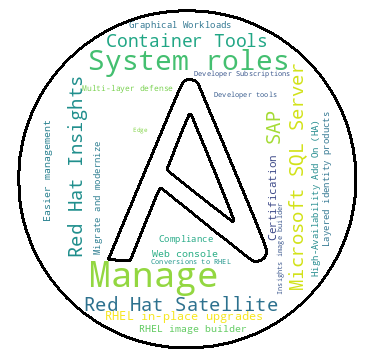 Graphical Workloads
Container Tools
System roles
Developer Subscriptions
Multi-layer defense
Developer tools
Edge
Easier management
Red Hat Insights
Migrate and modernize
SAP
Certification
Microsoft SQL Server
Insights image builder
High-Availability Add On (HA)
Layered identity products
Compliance
Web console
Conversions to RHEL
Manage
Red Hat Satellite
RHEL in-place upgrades
RHEL image builder